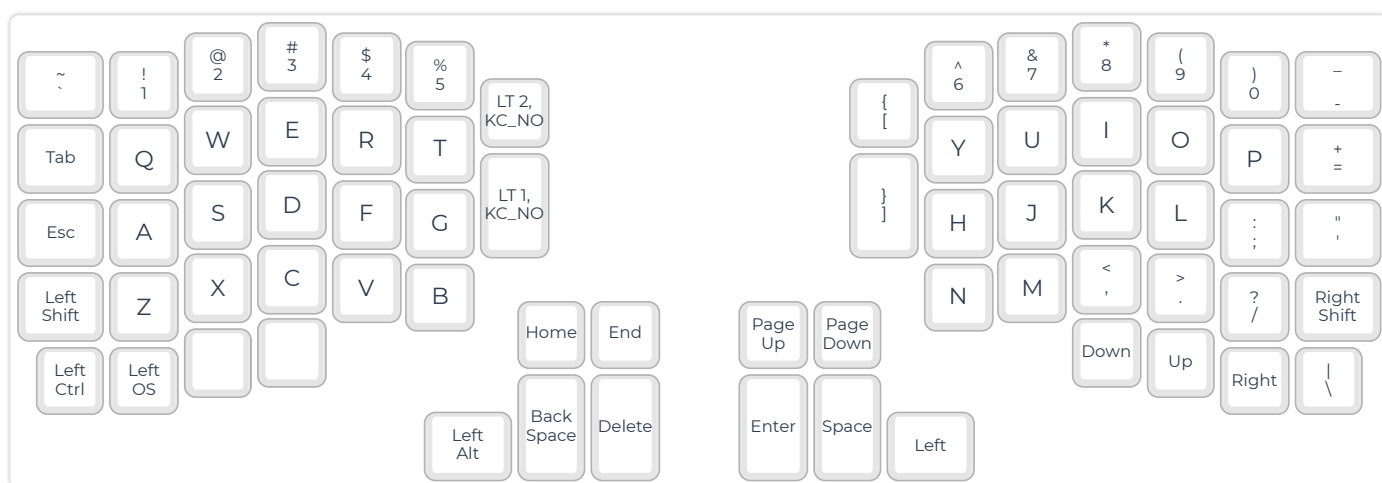 ~
`
!
1
@
2
#
3
$
4
%
5
LT 2,
KC_NO
{
[
^
6
&
7
*
8
(
9
)
0
_
-
Tab
Q
W
E
R
T
Y
U
I
O
P
+
=
Esc
A
S
D
F
G
LT 1,
KC_NO
}
]
H
J
K
L
:
;
"
'
Left
Shift
Z
X
C
V
B
N
M
<
,
>
.
?
/
Right
Shift
Left
Ctrl
Left
OS
Home
End
Page
Up
Page
Down
Down
Up
Right
|
\
Left
Alt
Back
Space
Delete
Enter
Space
Left